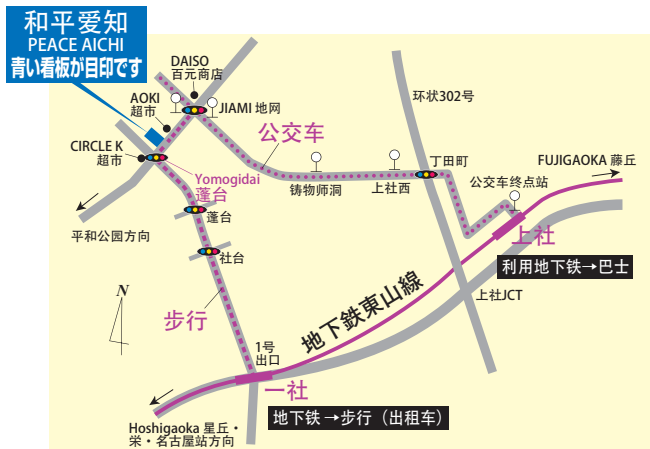 和平爱知
PEACE AICHI
青い看板が目印です
DAISO
百元商店
AOKI
超市
JIAMI 地网
公交车
环状302号
CIRCLE K
超市
Yomogidai
蓬台
铸物师洞
上社西
丁田町
FUJIGAOKA 藤丘
公交车终点站
蓬台
平和公园方向
上社
社台
利用地下铁→巴士
N
上社JCT
步行
地下鉄東山線
1号
出口
一社
地下铁→步行（出租车）
Hoshigaoka 星丘・
栄・名古屋站方向